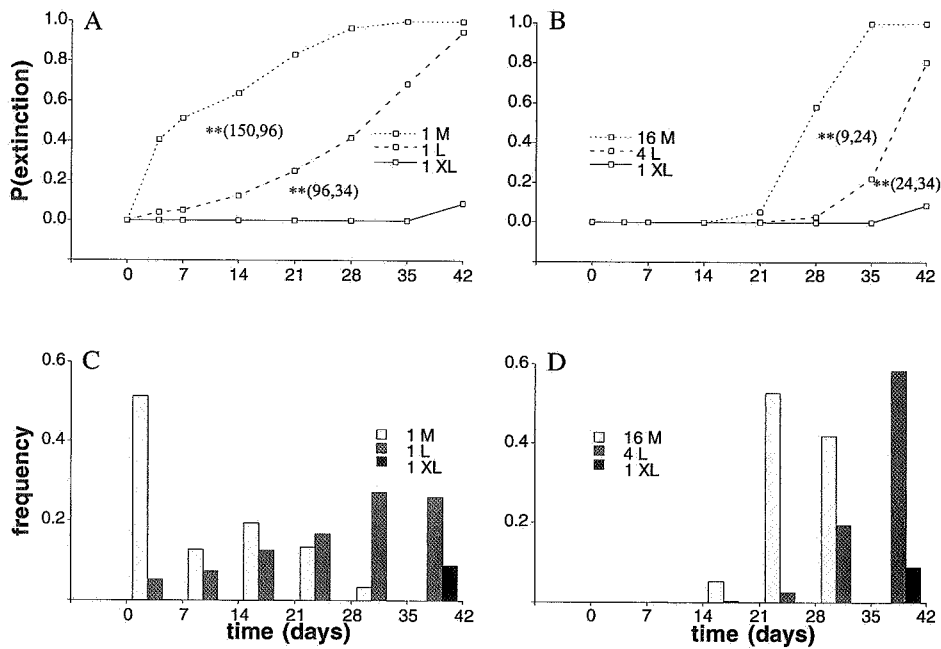 A
P(extinction)
1.0
0.8
0.6
0.4
0.2
0.0
**(150,96)
**(96,34)
1 M
1 L
1 XL
0 7 14 21 28 35 42
B
1.0
0.8
0.6
0.4
0.2
0.0
16 M
4 L
1 XL
**(9,24)
**(24,34)
0 7 14 21 28 35 42
C
frequency
0.6
0.4
0.2
1 M
1 L
1 XL
0 7 14 21 28 35 42
time (days)
D
0.6
0.4
0.2
16 M
4 L
1 XL
0 7 14 21 28 35 42
time (days)